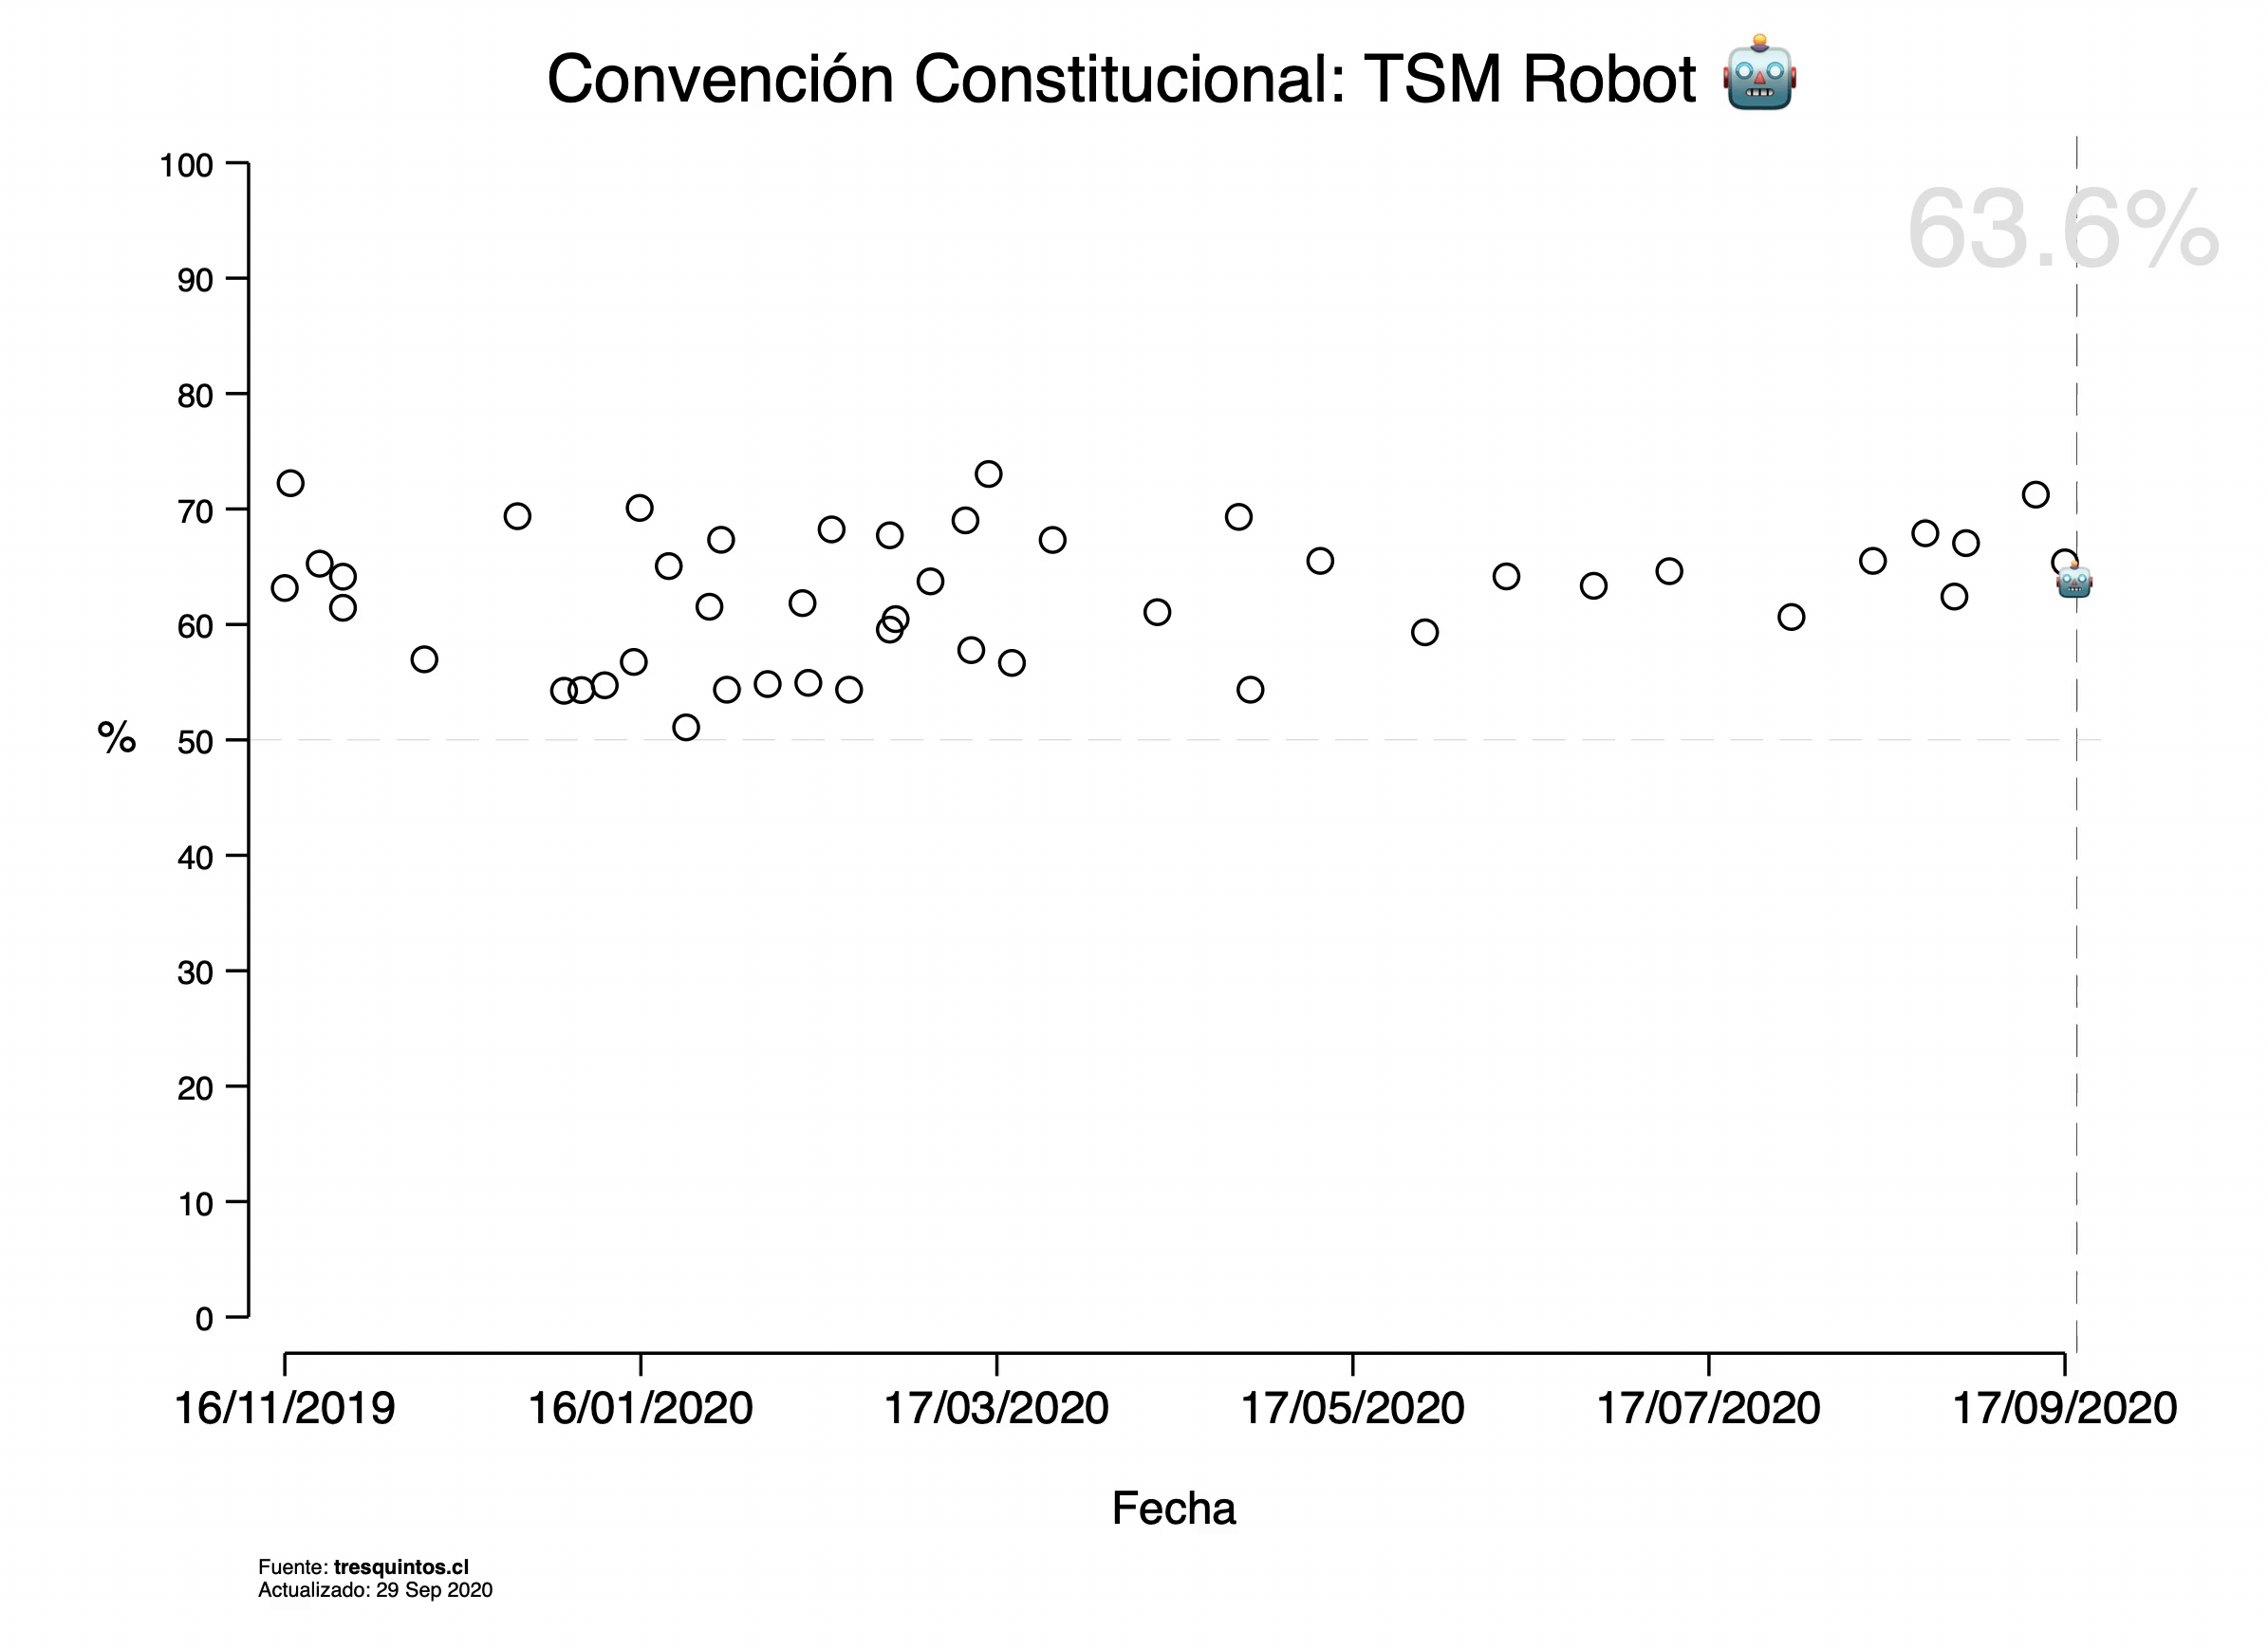 Convención Constitucional: TSM Robot 🤖
63.6%
100
90
80
70
60
50
40
30
20
10
0
%
16/11/2019 16/01/2020 17/03/2020 17/05/2020 17/07/2020 17/09/2020
Fecha
Fuente: tresquintos.cl
Actualizado: 29 Sep 2020